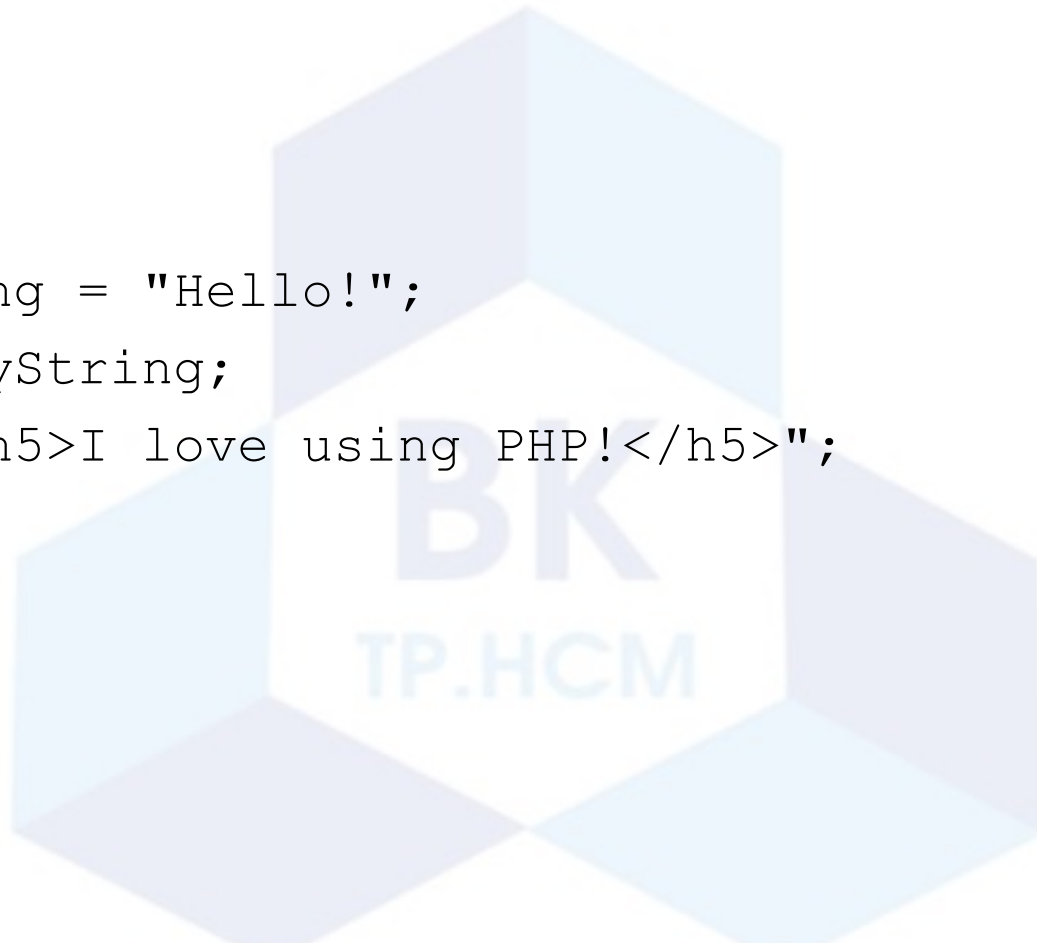 ng = "Hello!";
yString;
h5>I love using PHP!</h5>";
BK
TP.HCM